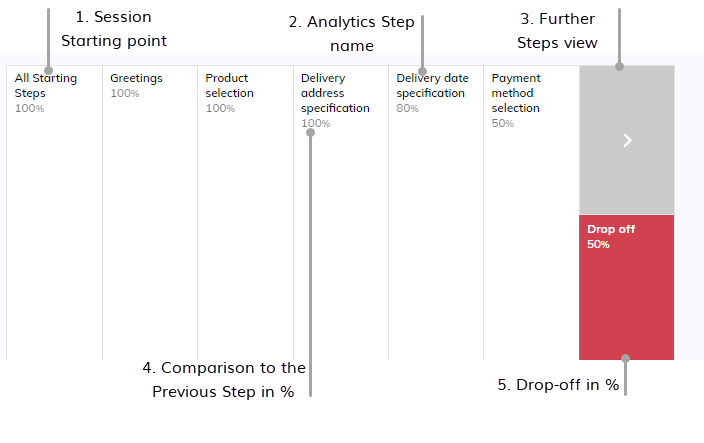 1. Session
Starting point
2. Analytics Step
name
3. Further
Steps view
All Starting
Steps
100%
Greetings
100%
Product
selection
100%
Delivery
address
specification
100%
Delivery date
specification
80%
Payment
method
selection
50%
Drop off
50%
4. Comparison to the
Previous Step in %
5. Drop-off in %